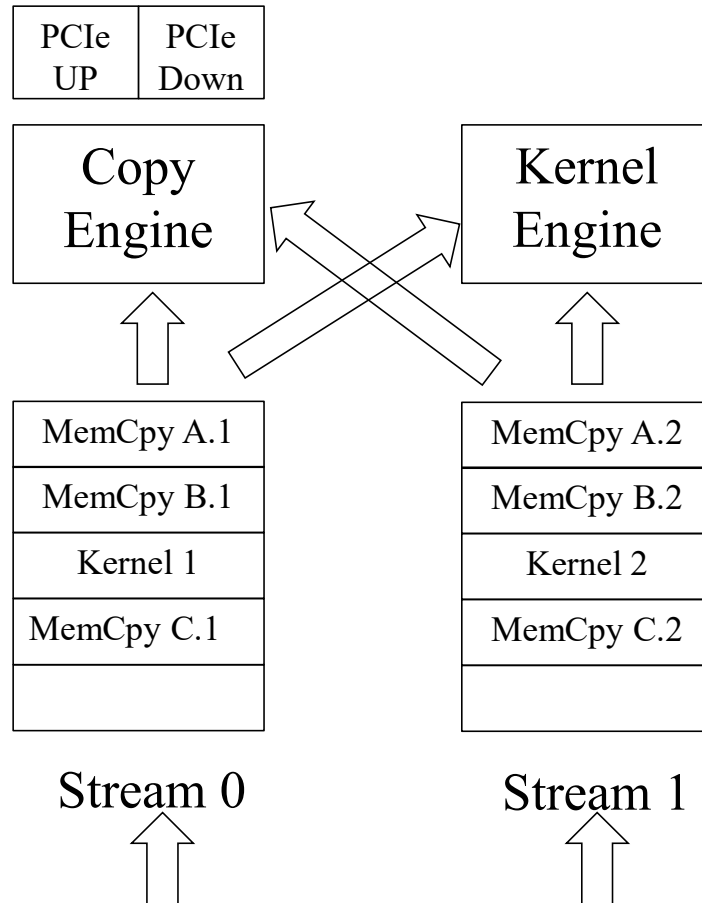 PCIe
UP
PCIe
Down
Copy
Engine
Kernel
Engine
MemCpy A.1
MemCpy B.1
Kernel 1
MemCpy C.1
MemCpy A.2
MemCpy B.2
Kernel 2
MemCpy C.2
Stream 0
Stream 1